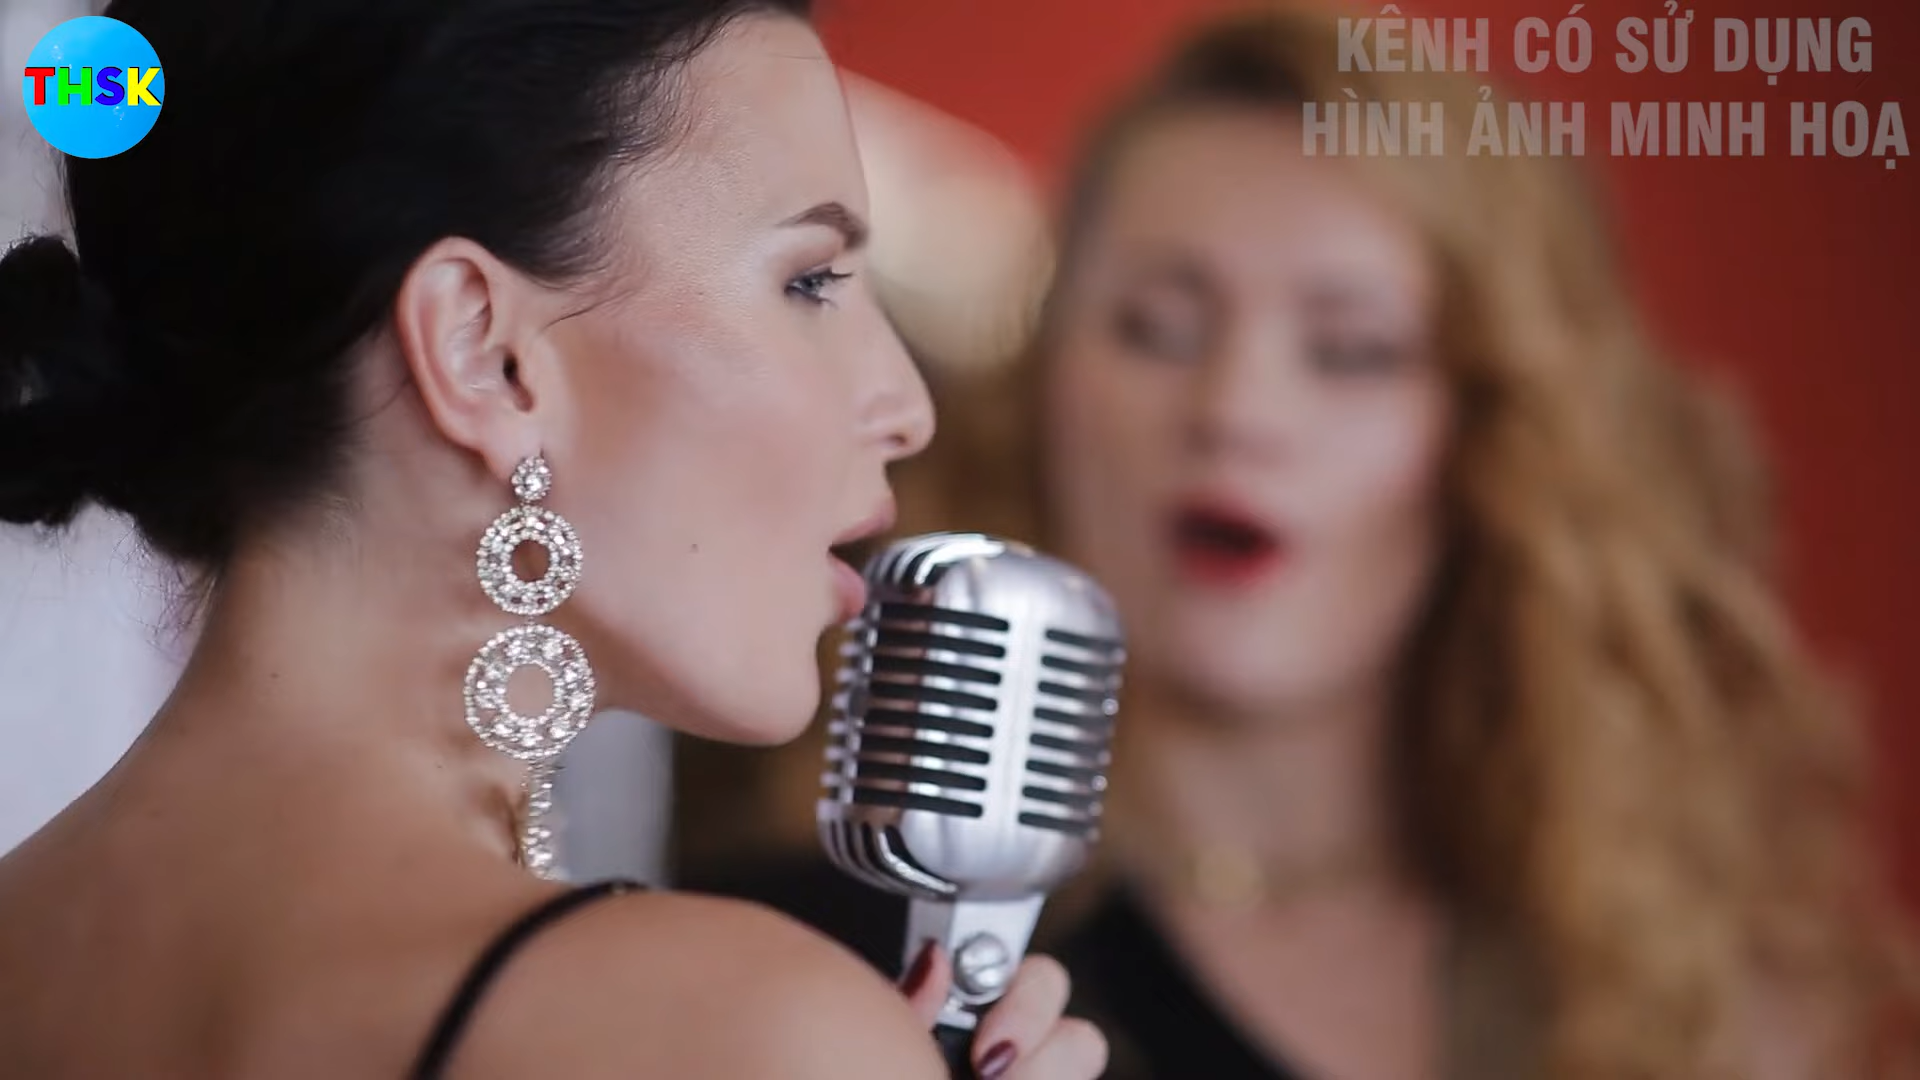 THSK
KÊNH CÓ SỬ DỤNG
HÌNH ẢNH MINH HOẠ